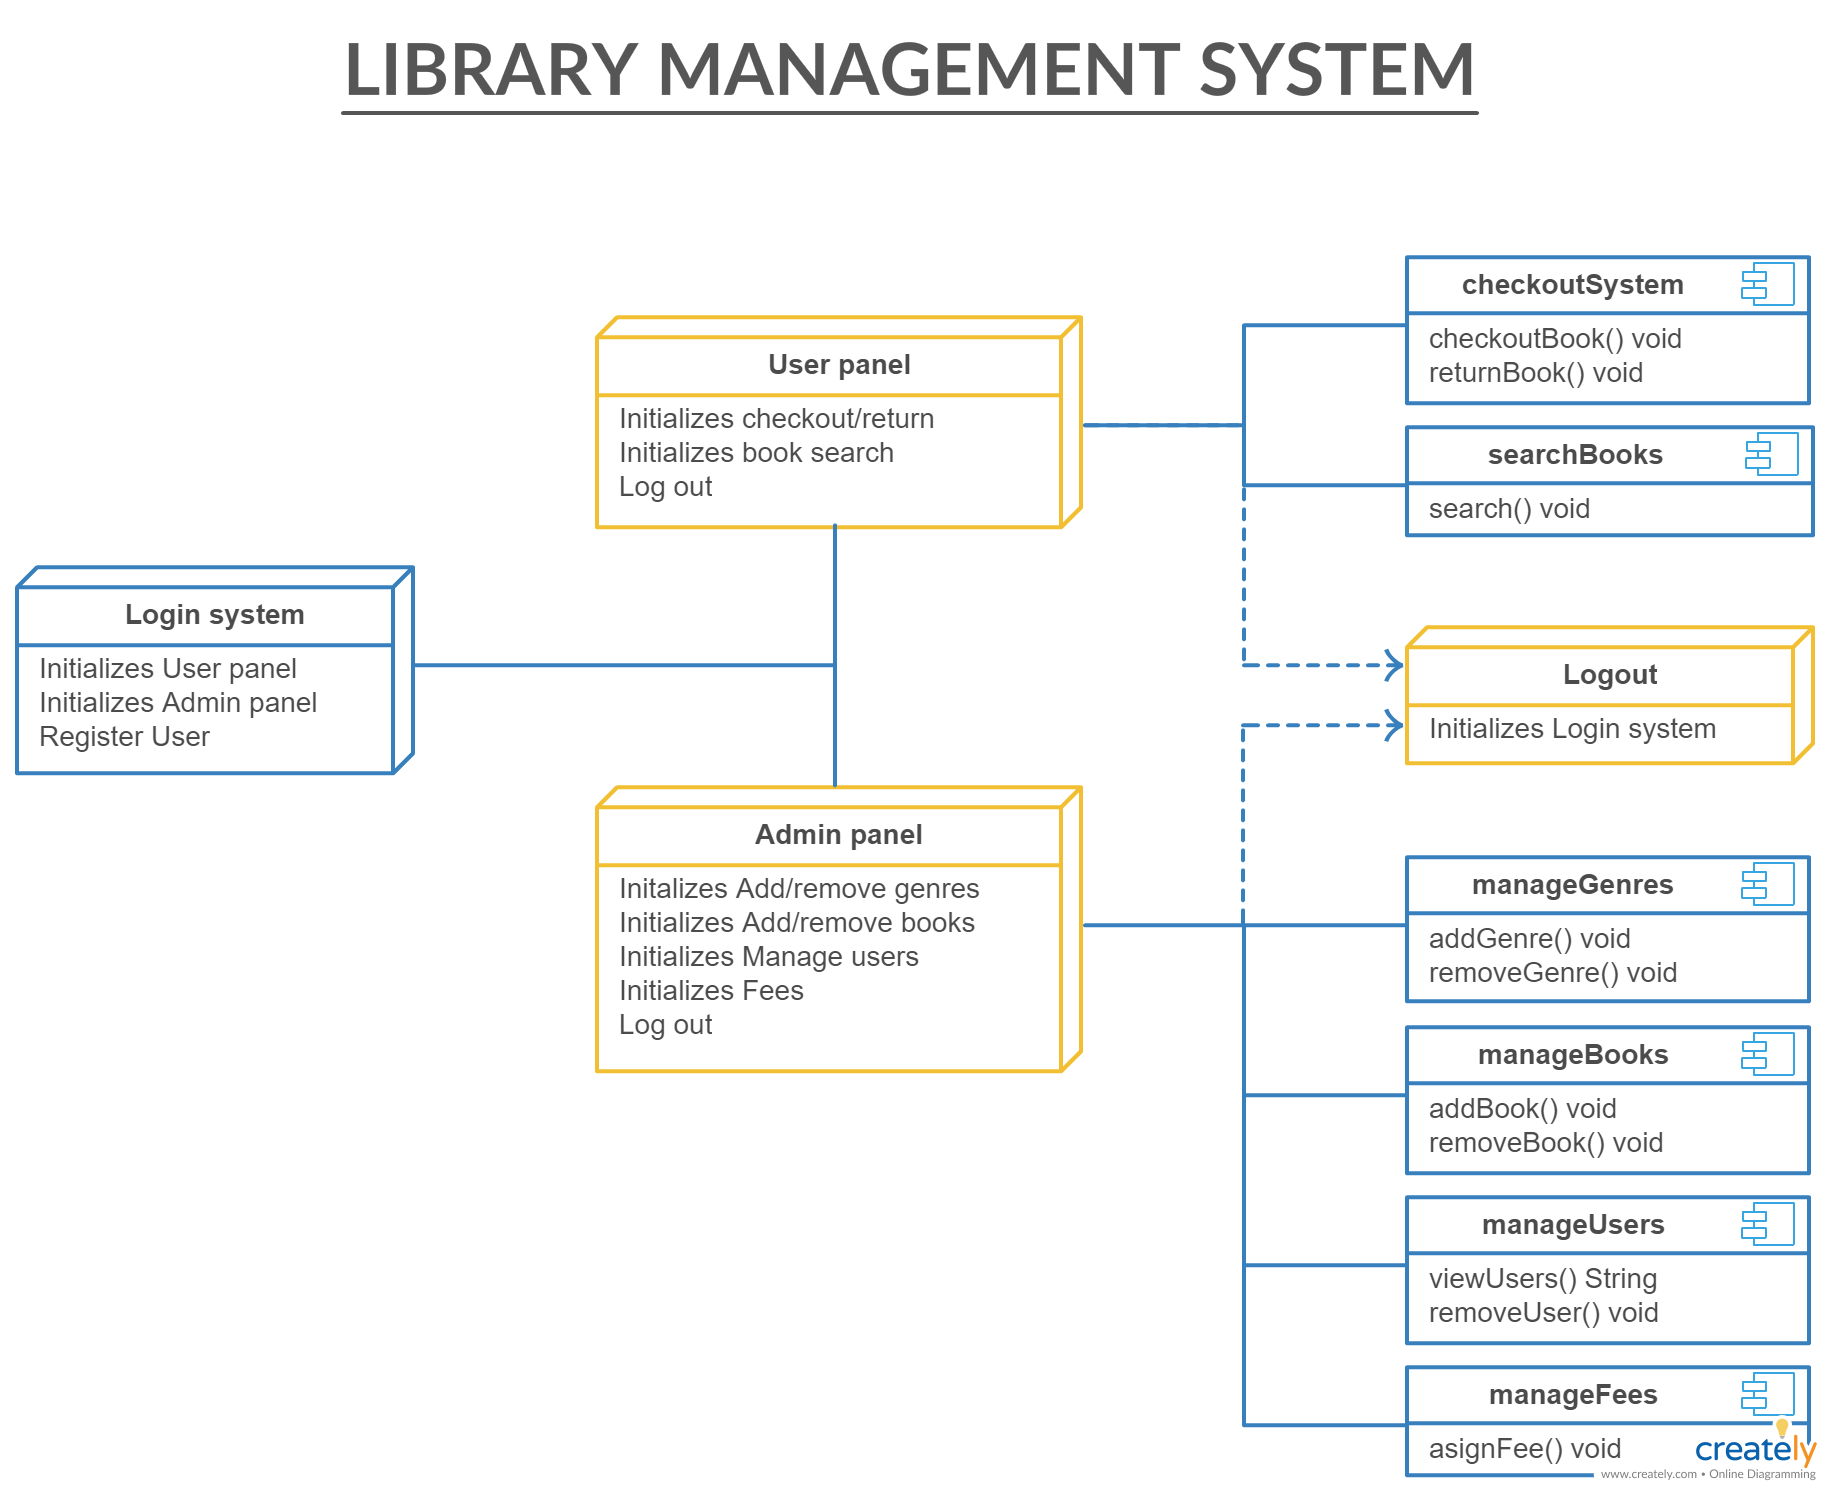 LIBRARY MANAGEMENT SYSTEM
Login system
Initializes User panel
Initializes Admin panel
Register User
User panel
Initializes checkout/return
Initializes book search
Log out
Admin panel
Initalizes Add/remove genres
Initializes Add/remove books
Initializes Manage users
Initializes Fees
Log out
checkoutSystem
checkoutBook() void
returnBook() void
searchBooks
search() void
Logout
Initializes Login system
manageGenres
addGenre() void
removeGenre() void
manageBooks
addBook() void
removeBook() void
manageUsers
viewUsers() String
removeUser() void
manageFees
asignFee() void
creately
www.creately.com • Online Diagramming